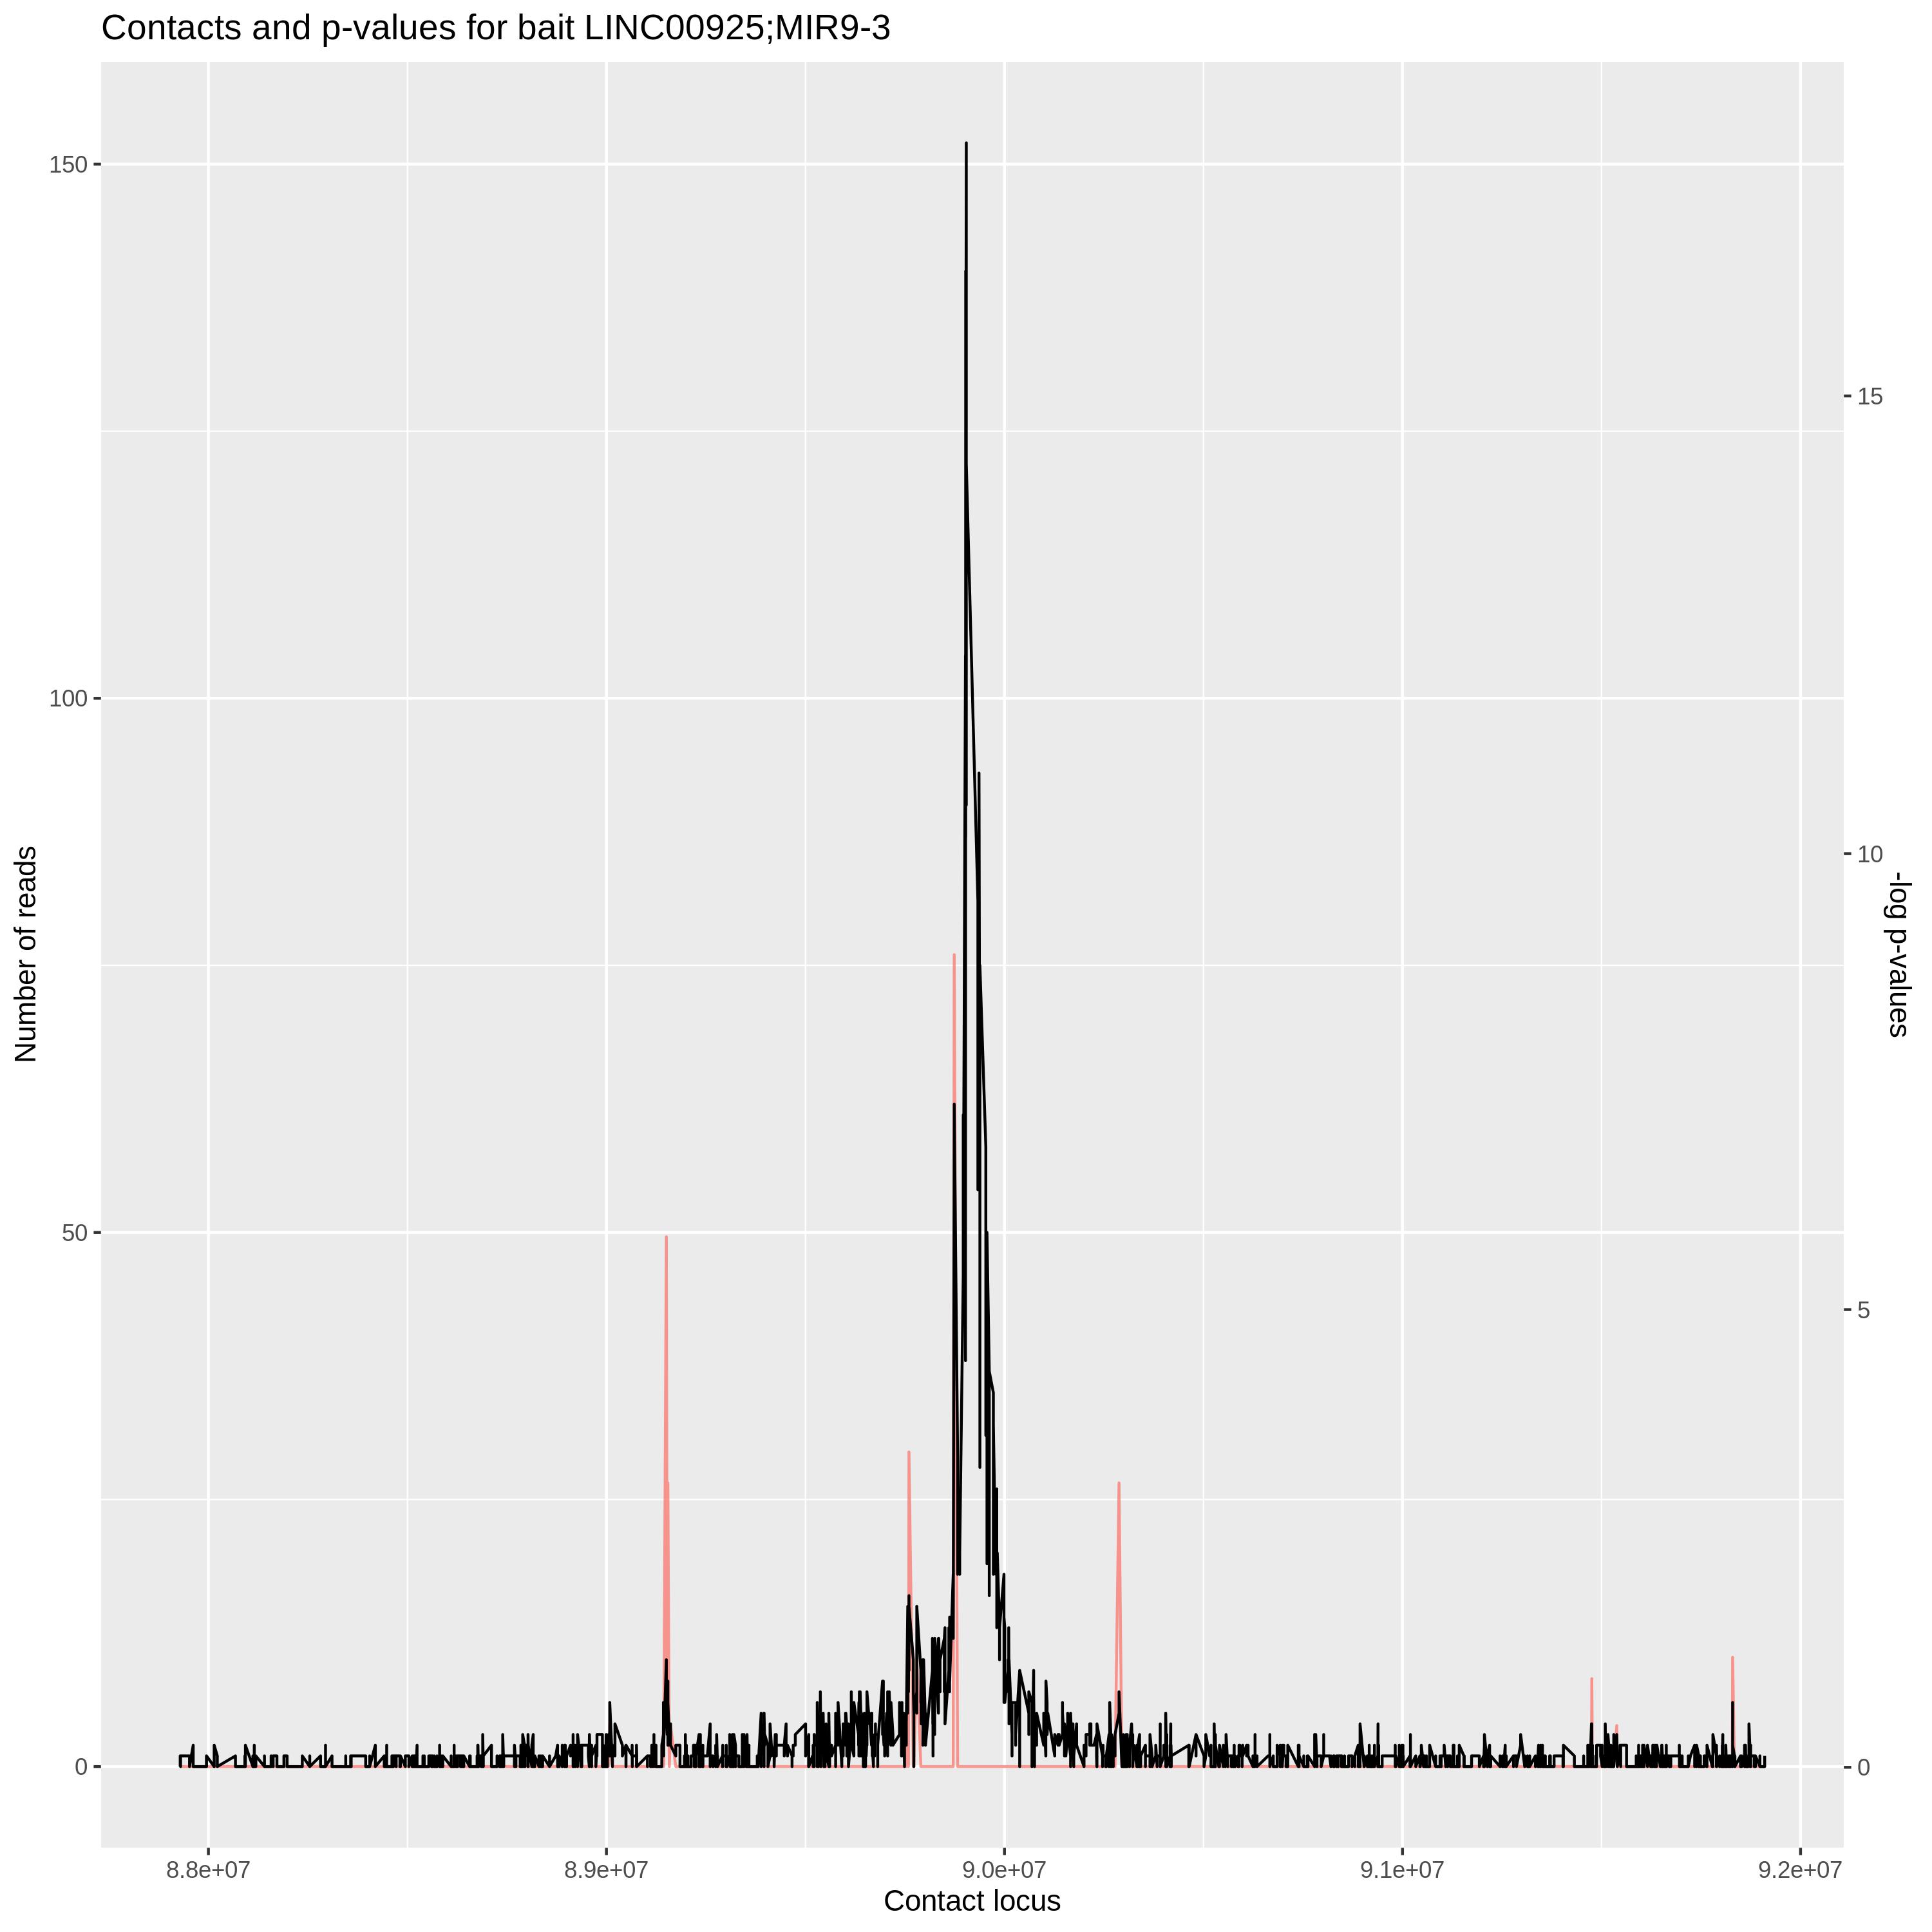 Contacts and p-values for bait LINC00925;MIR9-3
150
100
50
0
Number of reads
15
10
5
0
-log p-values
8.8e+07
8.9e+07
9.0e+07
9.1e+07
9.2e+07
Contact locus